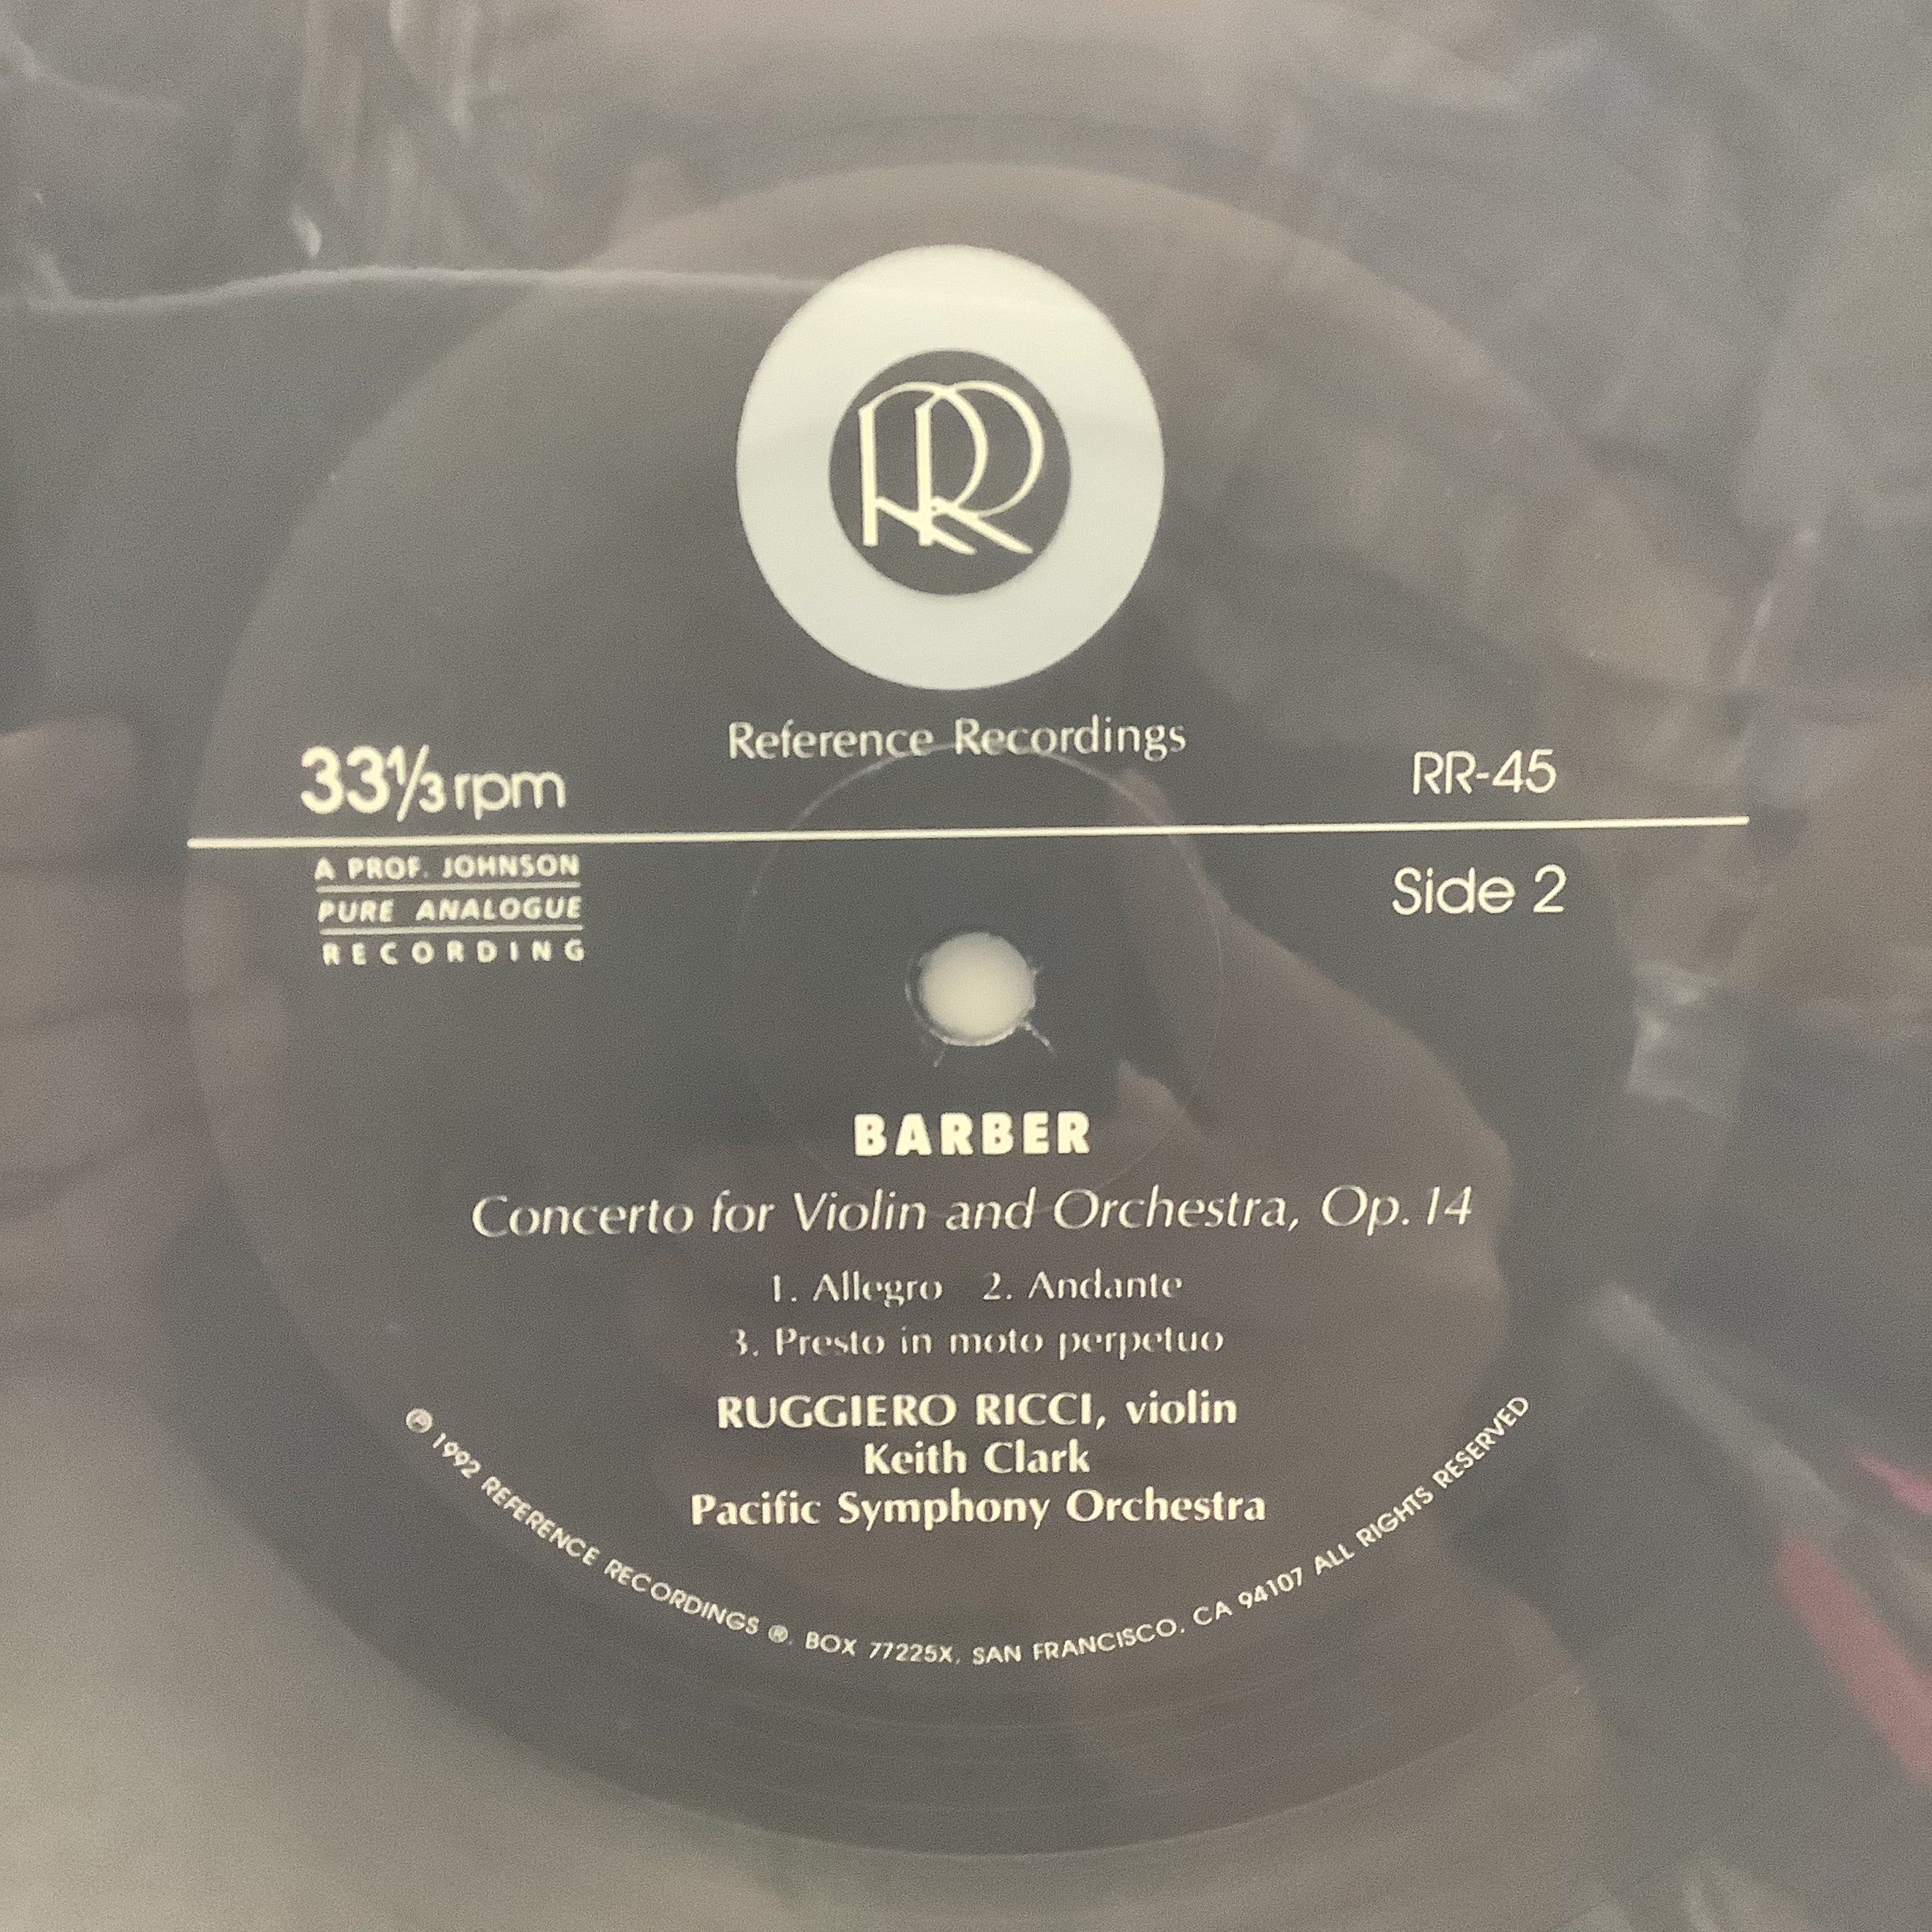 RR
Reference Recordings
33⅓ rpm
RR-45
A PROF. JOHNSON
PURE ANALOGUE
RECORDING
Side 2
BARBER
Concerto for Violin and Orchestra, Op. 14
1. Allegro 2. Andante
3. Presto in moto perpetuo
RUGGIERO RICCI, violin
Keith Clark
Pacific Symphony Orchestra
℗ 1992 REFERENCE RECORDINGS ®, BOX 77225X, SAN FRANCISCO, CA 94107 ALL RIGHTS RESERVED